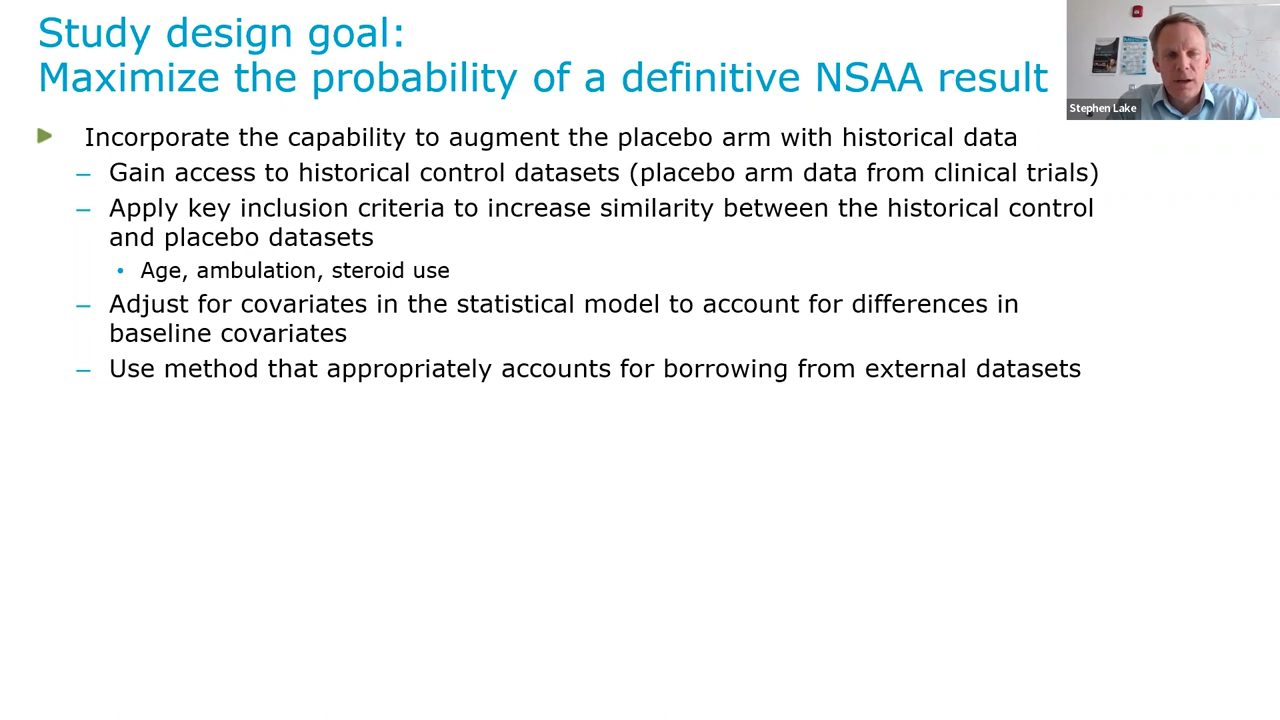 Study design goal:
Maximize the probability of a definitive NSAA result
Stephen Lake
Incorporate the capability to augment the placebo arm with historical data
– Gain access to historical control datasets (placebo arm data from clinical trials)
– Apply key inclusion criteria to increase similarity between the historical control
and placebo datasets
• Age, ambulation, steroid use
– Adjust for covariates in the statistical model to account for differences in
baseline covariates
– Use method that appropriately accounts for borrowing from external datasets